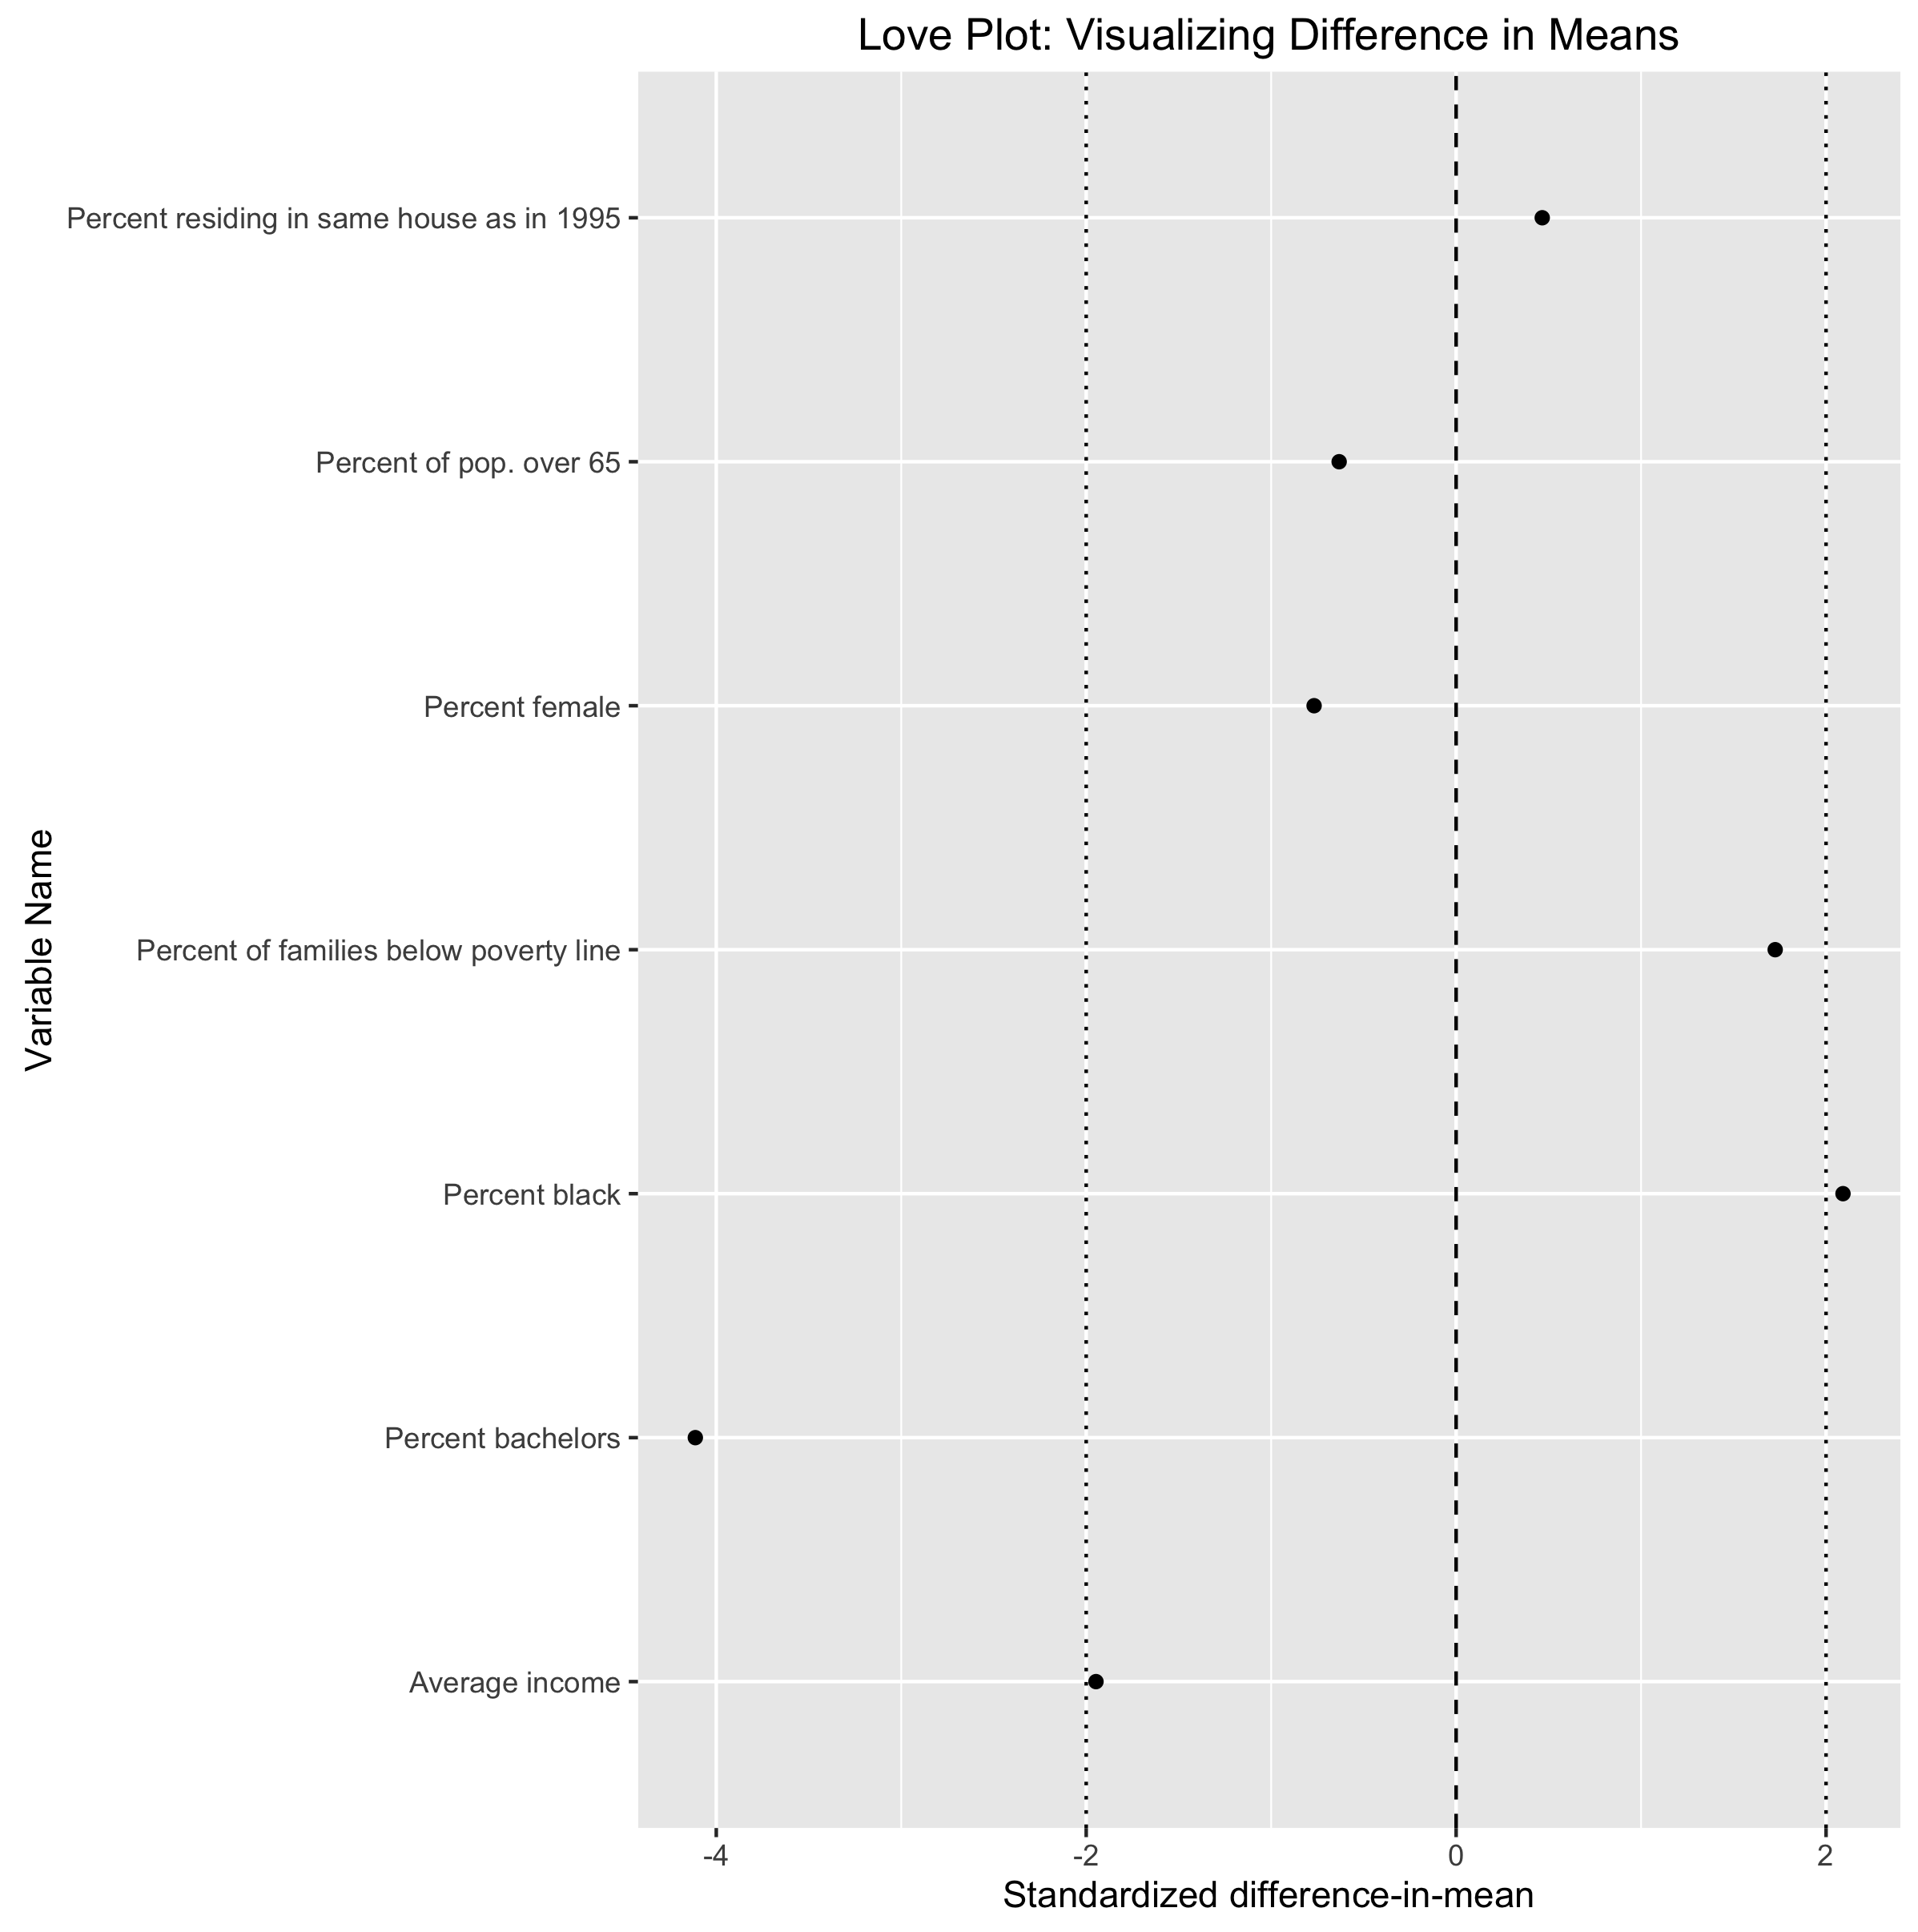 Love Plot: Visualizing Difference in Means
Variable Name
Percent residing in same house as in 1995
Percent of pop. over 65
Percent female
Percent of families below poverty line
Percent black
Percent bachelors
Average income
-4 -2 0 2
Standardized difference-in-mean